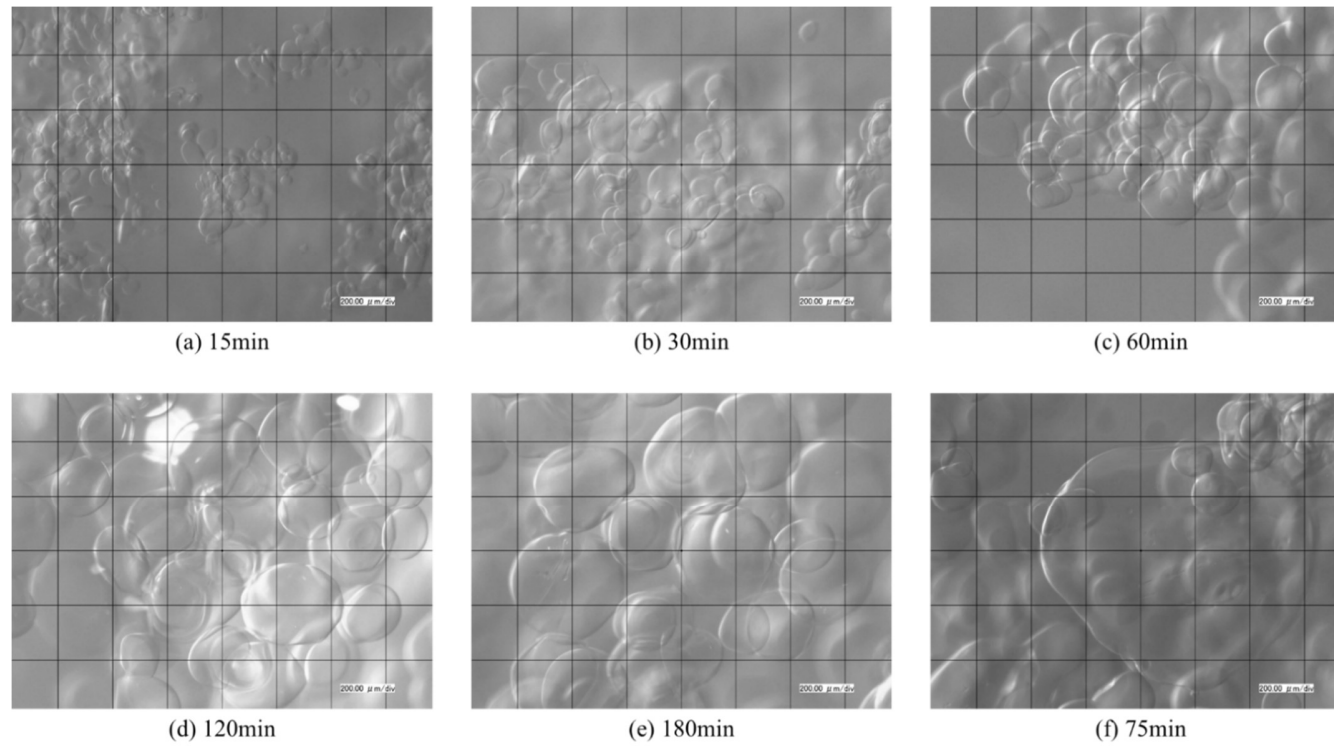 200.00 μm/div
200.00 μm/div
200.00 μm/div
(a) 15min
(b) 30min
(c) 60min
200.00 μm/div
200.00 μm/div
200.00 μm/div
(d) 120min
(e) 180min
(f) 75min